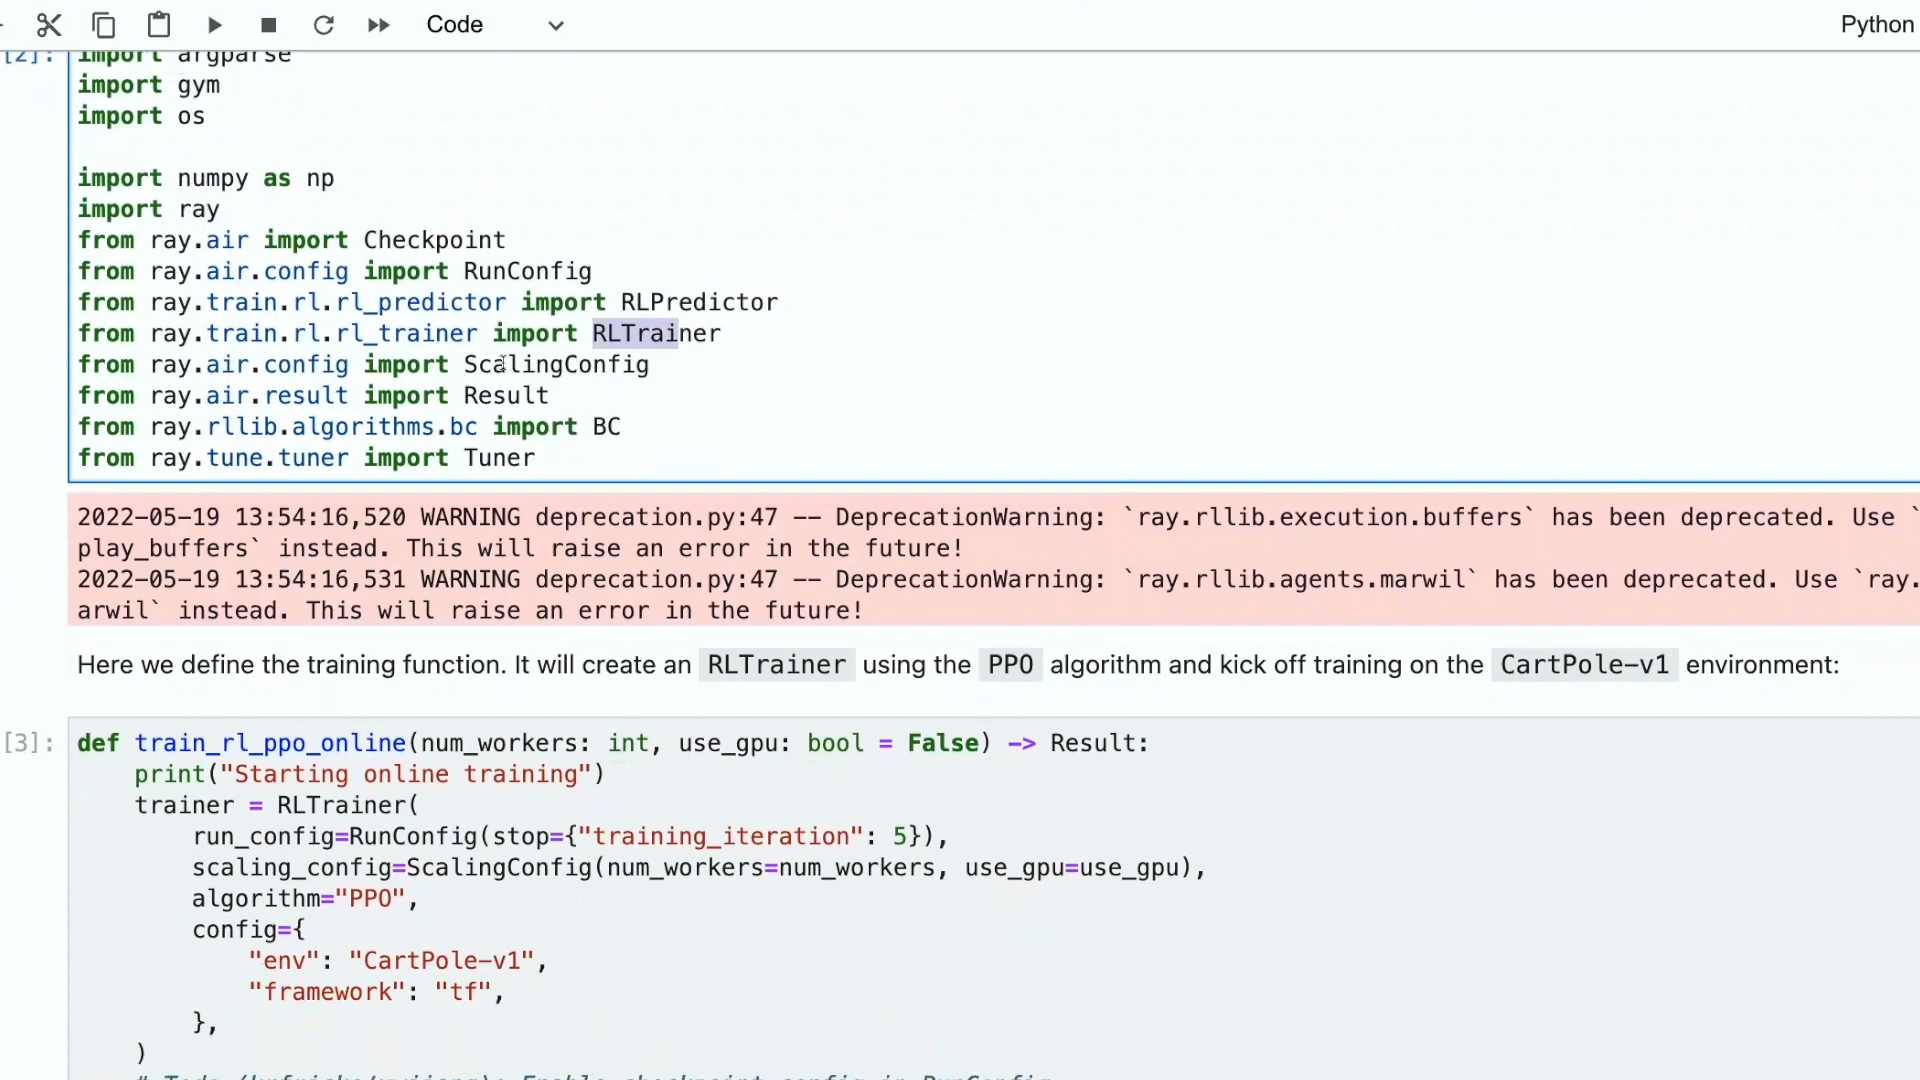 Code
Python
[2]:
import argparse
import gym
import os
import numpy as np
import ray
from ray.air import Checkpoint
from ray.air.config import RunConfig
from ray.train.rl.rl_predictor import RLPredictor
from ray.train.rl.rl_trainer import RLTrainer
from ray.air.config import ScalingConfig
from ray.air.result import Result
from ray.rllib.algorithms.bc import BC
from ray.tune.tuner import Tuner
2022-05-19 13:54:16,520 WARNING deprecation.py:47 -- DeprecationWarning: `ray.rllib.execution.buffers` has been deprecated. Use `
play_buffers` instead. This will raise an error in the future!
2022-05-19 13:54:16,531 WARNING deprecation.py:47 -- DeprecationWarning: `ray.rllib.agents.marwil` has been deprecated. Use `ray.
arwil` instead. This will raise an error in the future!
Here we define the training function. It will create an RLTrainer using the PPO algorithm and kick off training on the CartPole-v1 environment:
[3]:
def train_rl_ppo_online(num_workers: int, use_gpu: bool = False) -> Result:
    print("Starting online training")
    trainer = RLTrainer(
        run_config=RunConfig(stop={"training_iteration": 5}),
        scaling_config=ScalingConfig(num_workers=num_workers, use_gpu=use_gpu),
        algorithm="PPO",
        config={
            "env": "CartPole-v1",
            "framework": "tf",
        },
    )